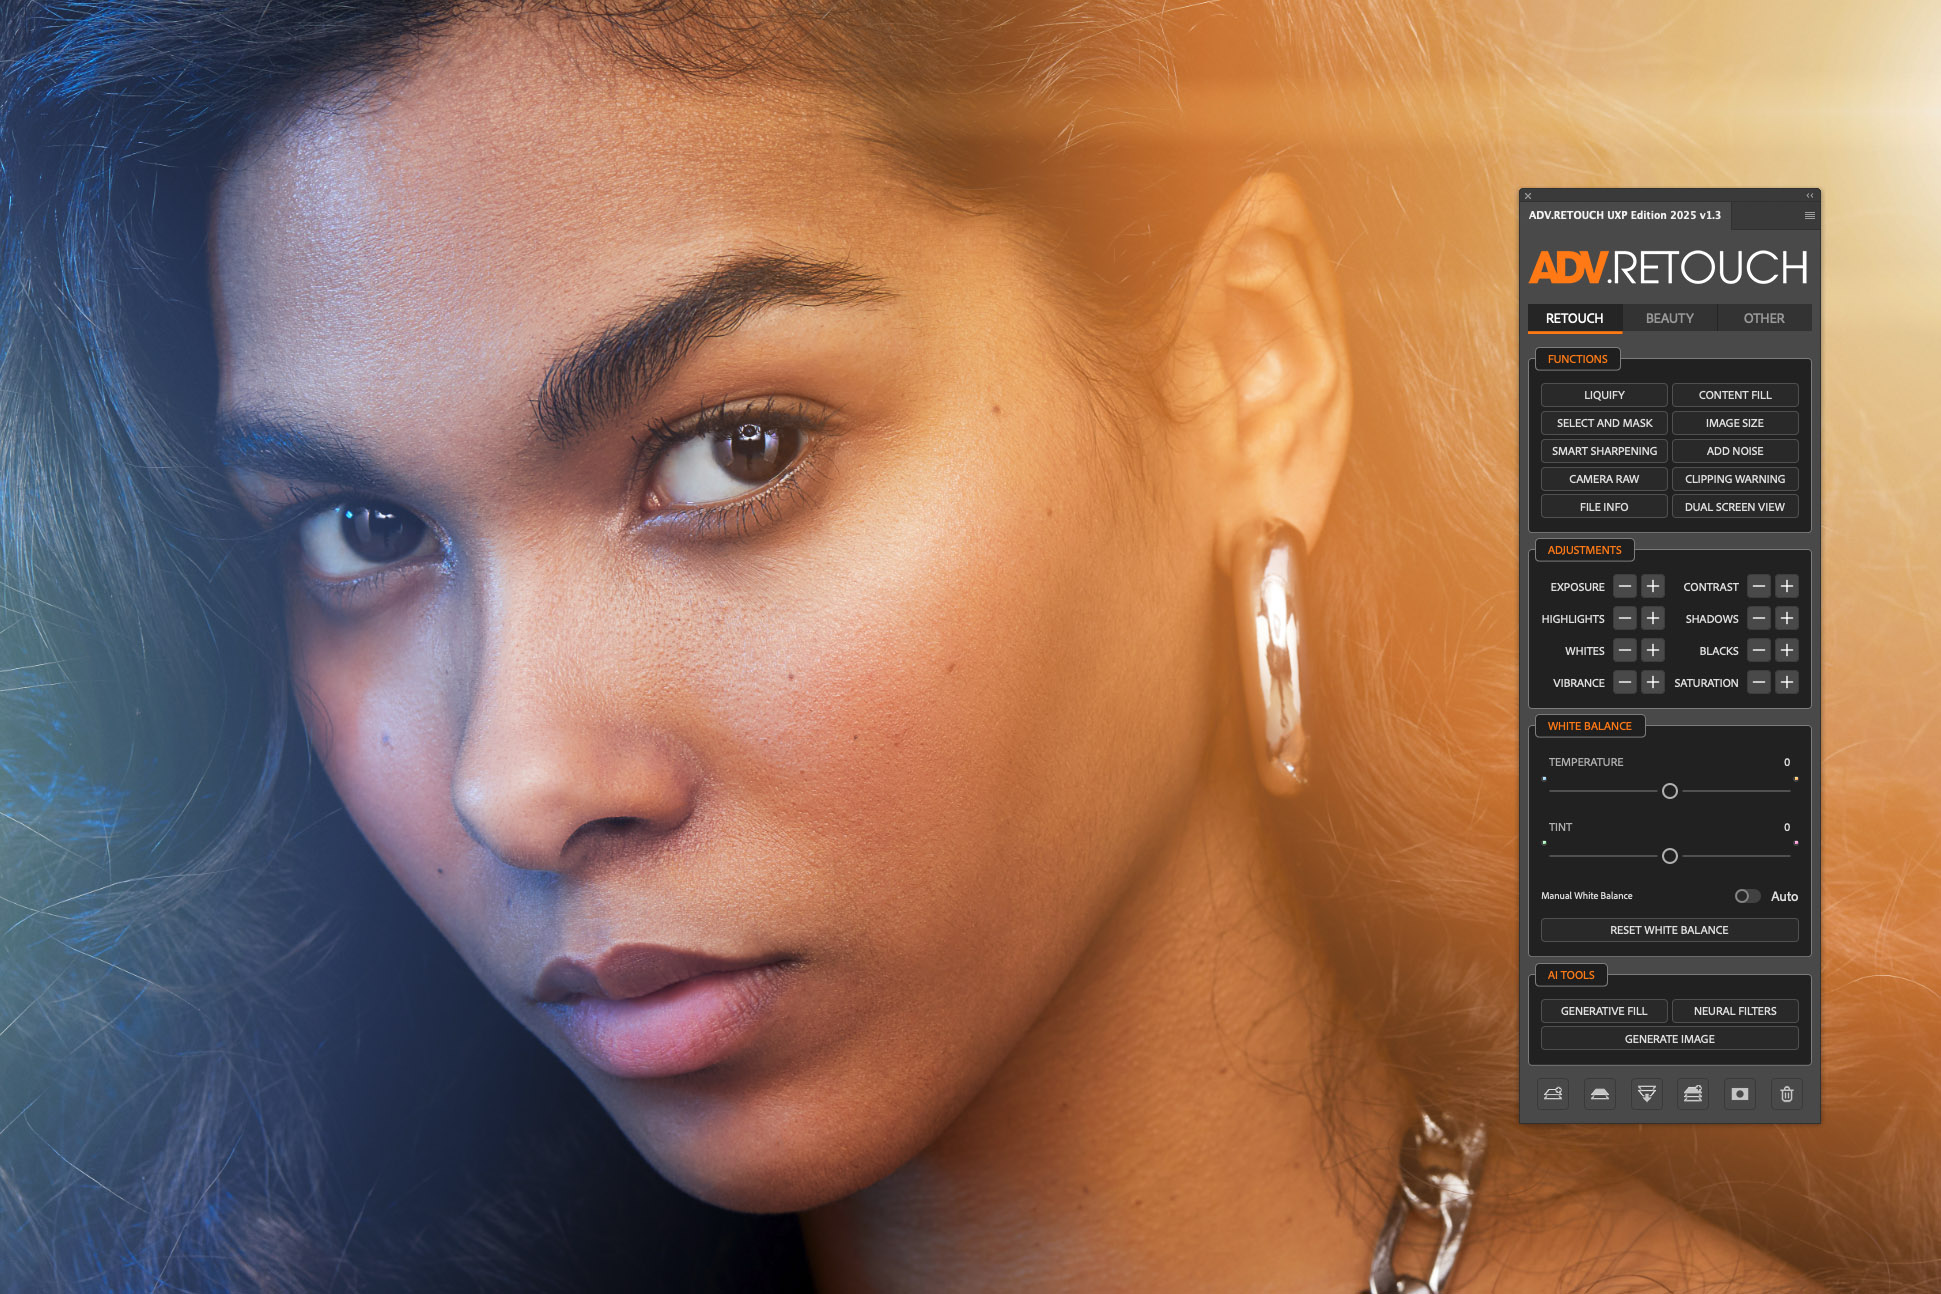 ADV.RETOUCH UXP Edition 2025 v1.3
ADV.RETOUCH
RETOUCH BEAUTY OTHER
FUNCTIONS
LIQUIFY CONTENT FILL
SELECT AND MASK IMAGE SIZE
SMART SHARPENING ADD NOISE
CAMERA RAW CLIPPING WARNING
FILE INFO DUAL SCREEN VIEW
ADJUSTMENTS
EXPOSURE CONTRAST
HIGHLIGHTS SHADOWS
WHITES BLACKS
VIBRANCE SATURATION
WHITE BALANCE
TEMPERATURE 0
TINT 0
Manual White Balance Auto
RESET WHITE BALANCE
AI TOOLS
GENERATIVE FILL NEURAL FILTERS
GENERATE IMAGE